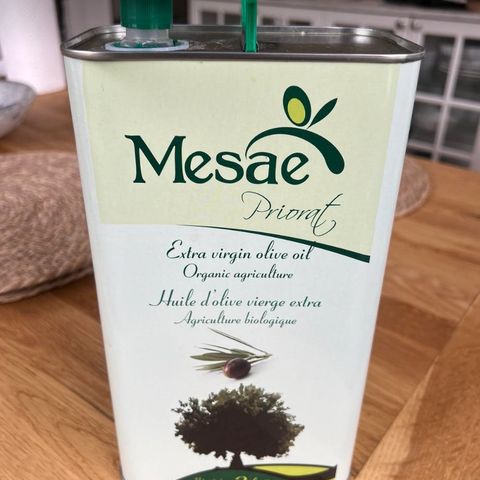 Mesae
Priorat
Extra virgin olive oil
Organic agriculture
Huile d'olive vierge extra
Agriculture biologique